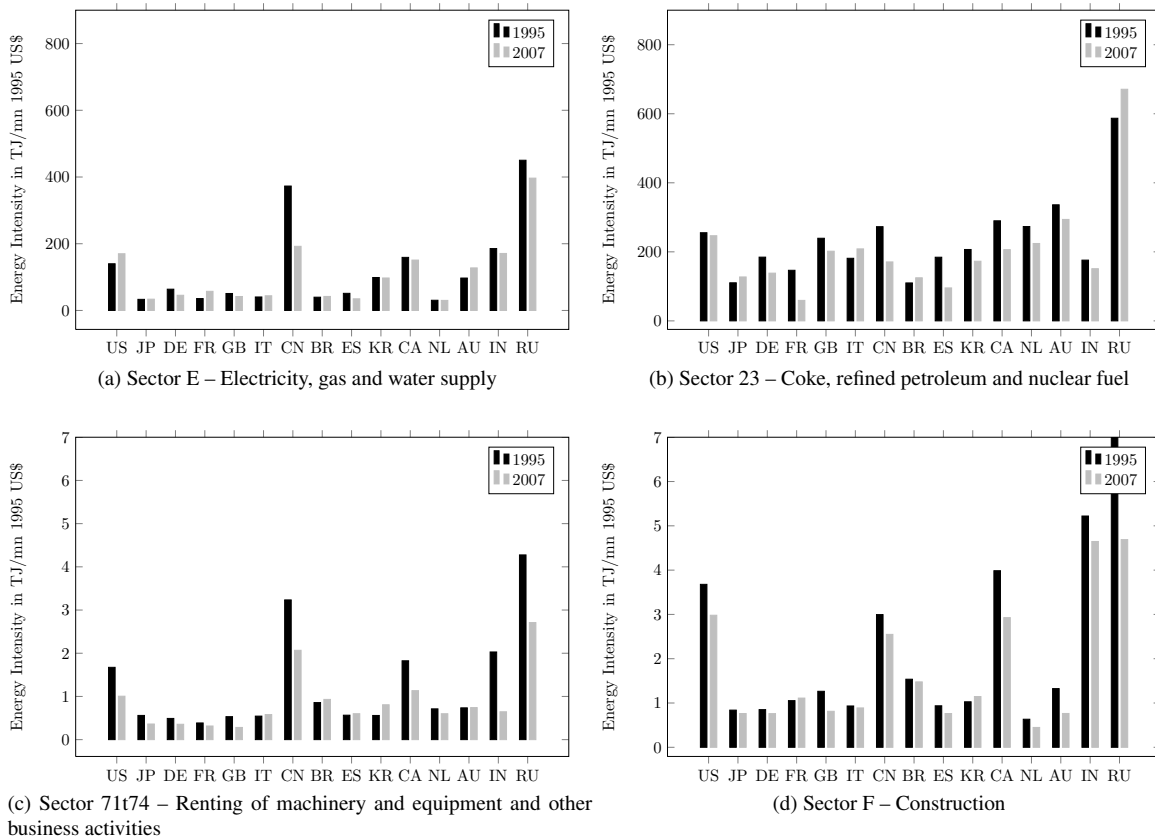 Energy Intensity in TJ/mn 1995 US$
800
600
400
200
0
1995
2007
US JP DE FR GB IT CN BR ES KR CA NL AU IN RU
(a) Sector E – Electricity, gas and water supply
Energy Intensity in TJ/mn 1995 US$
800
600
400
200
0
1995
2007
US JP DE FR GB IT CN BR ES KR CA NL AU IN RU
(b) Sector 23 – Coke, refined petroleum and nuclear fuel
Energy Intensity in TJ/mn 1995 US$
7
6
5
4
3
2
1
0
1995
2007
US JP DE FR GB IT CN BR ES KR CA NL AU IN RU
(c) Sector 71t74 – Renting of machinery and equipment and other
business activities
Energy Intensity in TJ/mn 1995 US$
7
6
5
4
3
2
1
0
1995
2007
US JP DE FR GB IT CN BR ES KR CA NL AU IN RU
(d) Sector F – Construction